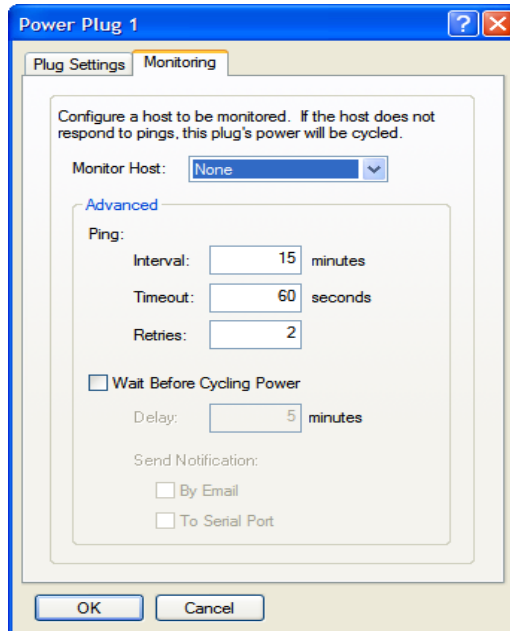 Power Plug 1
Plug Settings
Monitoring
Configure a host to be monitored. If the host does not
respond to pings, this plug's power will be cycled.
Monitor Host: None
Advanced
Ping:
Interval: 15 minutes
Timeout: 60 seconds
Retries: 2
Wait Before Cycling Power
Delay: 5 minutes
Send Notification:
By Email
To Serial Port
OK Cancel